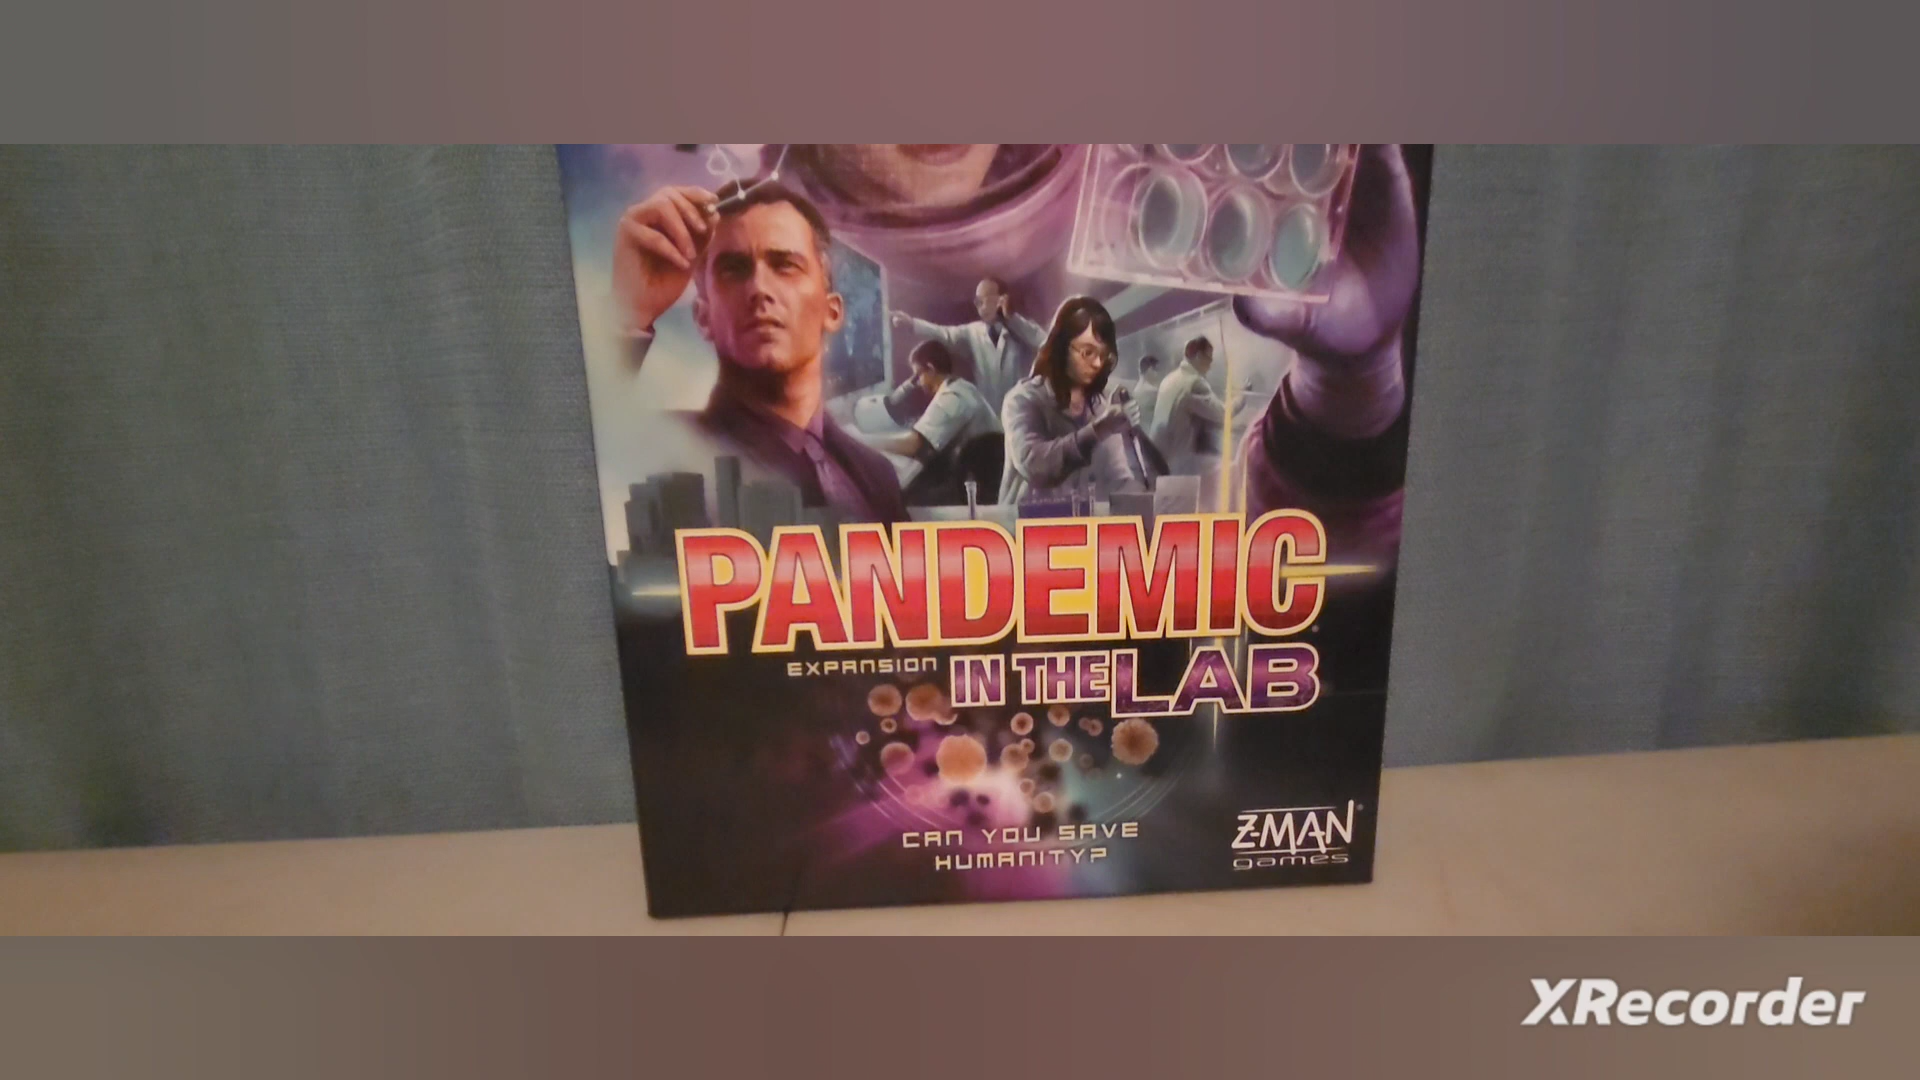 PANDEMIC
EXPANSION IN THE LAB
CAN YOU SAVE
HUMANITY?
Z-MAN
games
XRecorder